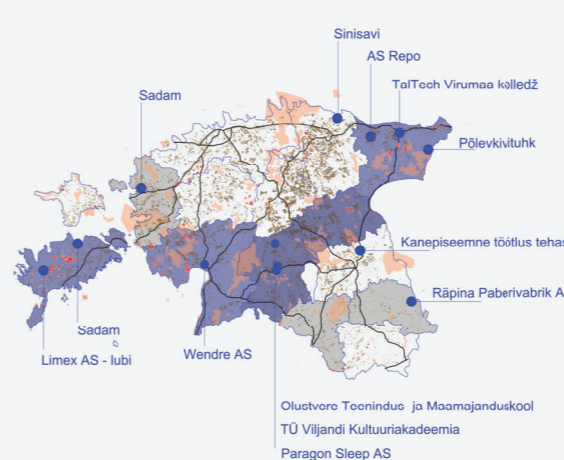 Sinisavi
AS Repo
TalTech Virumaa kolledž
Sadam
Põlevkivituhk
Kanepiseemne töötlus tehas
Räpina Paberivabrik A
Sadam
Limex AS - lubi
Wendre AS
Olustvere Teenindus- ja Maamajanduskool
TÜ Viljandi Kultuuriakadeemia
Paragon Sleep AS